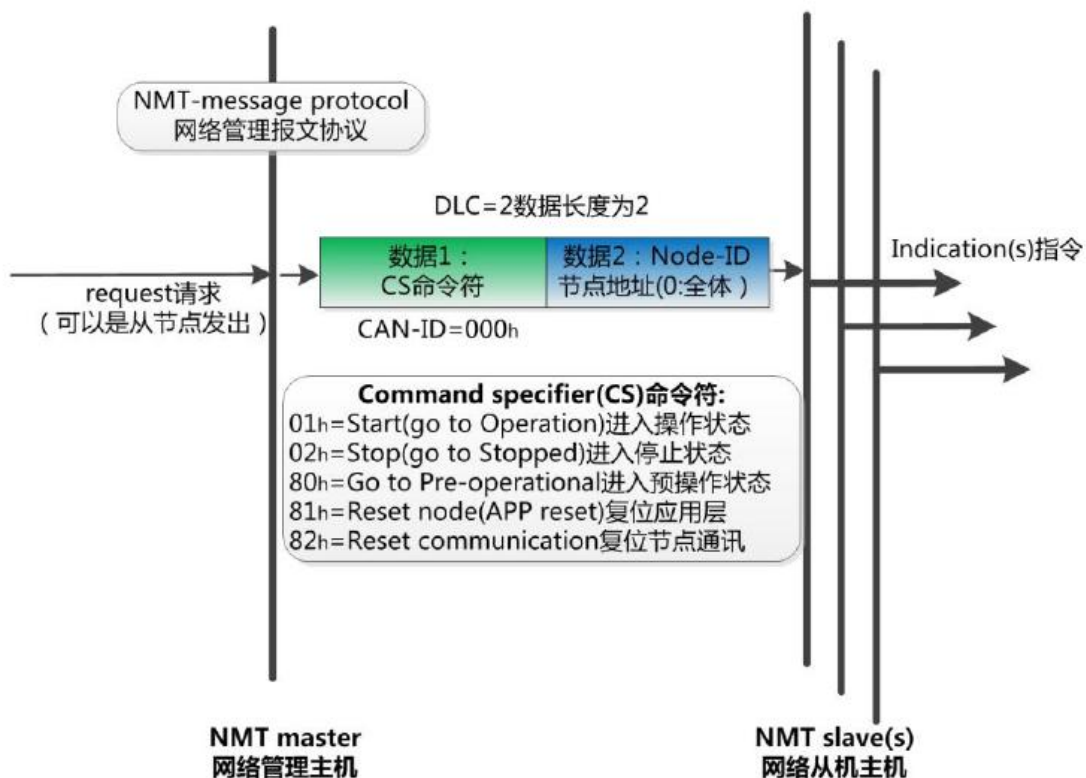 NMT-message protocol
网络管理报文协议
DLC=2数据长度为2
数据1：
CS命令符
数据2：Node-ID
节点地址(0:全体）
Indication(s)指令
request请求
（可以是从节点发出）
CAN-ID=000h
Command specifier(CS)命令符:
01h=Start(go to Operation)进入操作状态
02h=Stop(go to Stopped)进入停止状态
80h=Go to Pre-operational进入预操作状态
81h=Reset node(APP reset)复位应用层
82h=Reset communication复位节点通讯
NMT master
网络管理主机
NMT slave(s)
网络从机主机